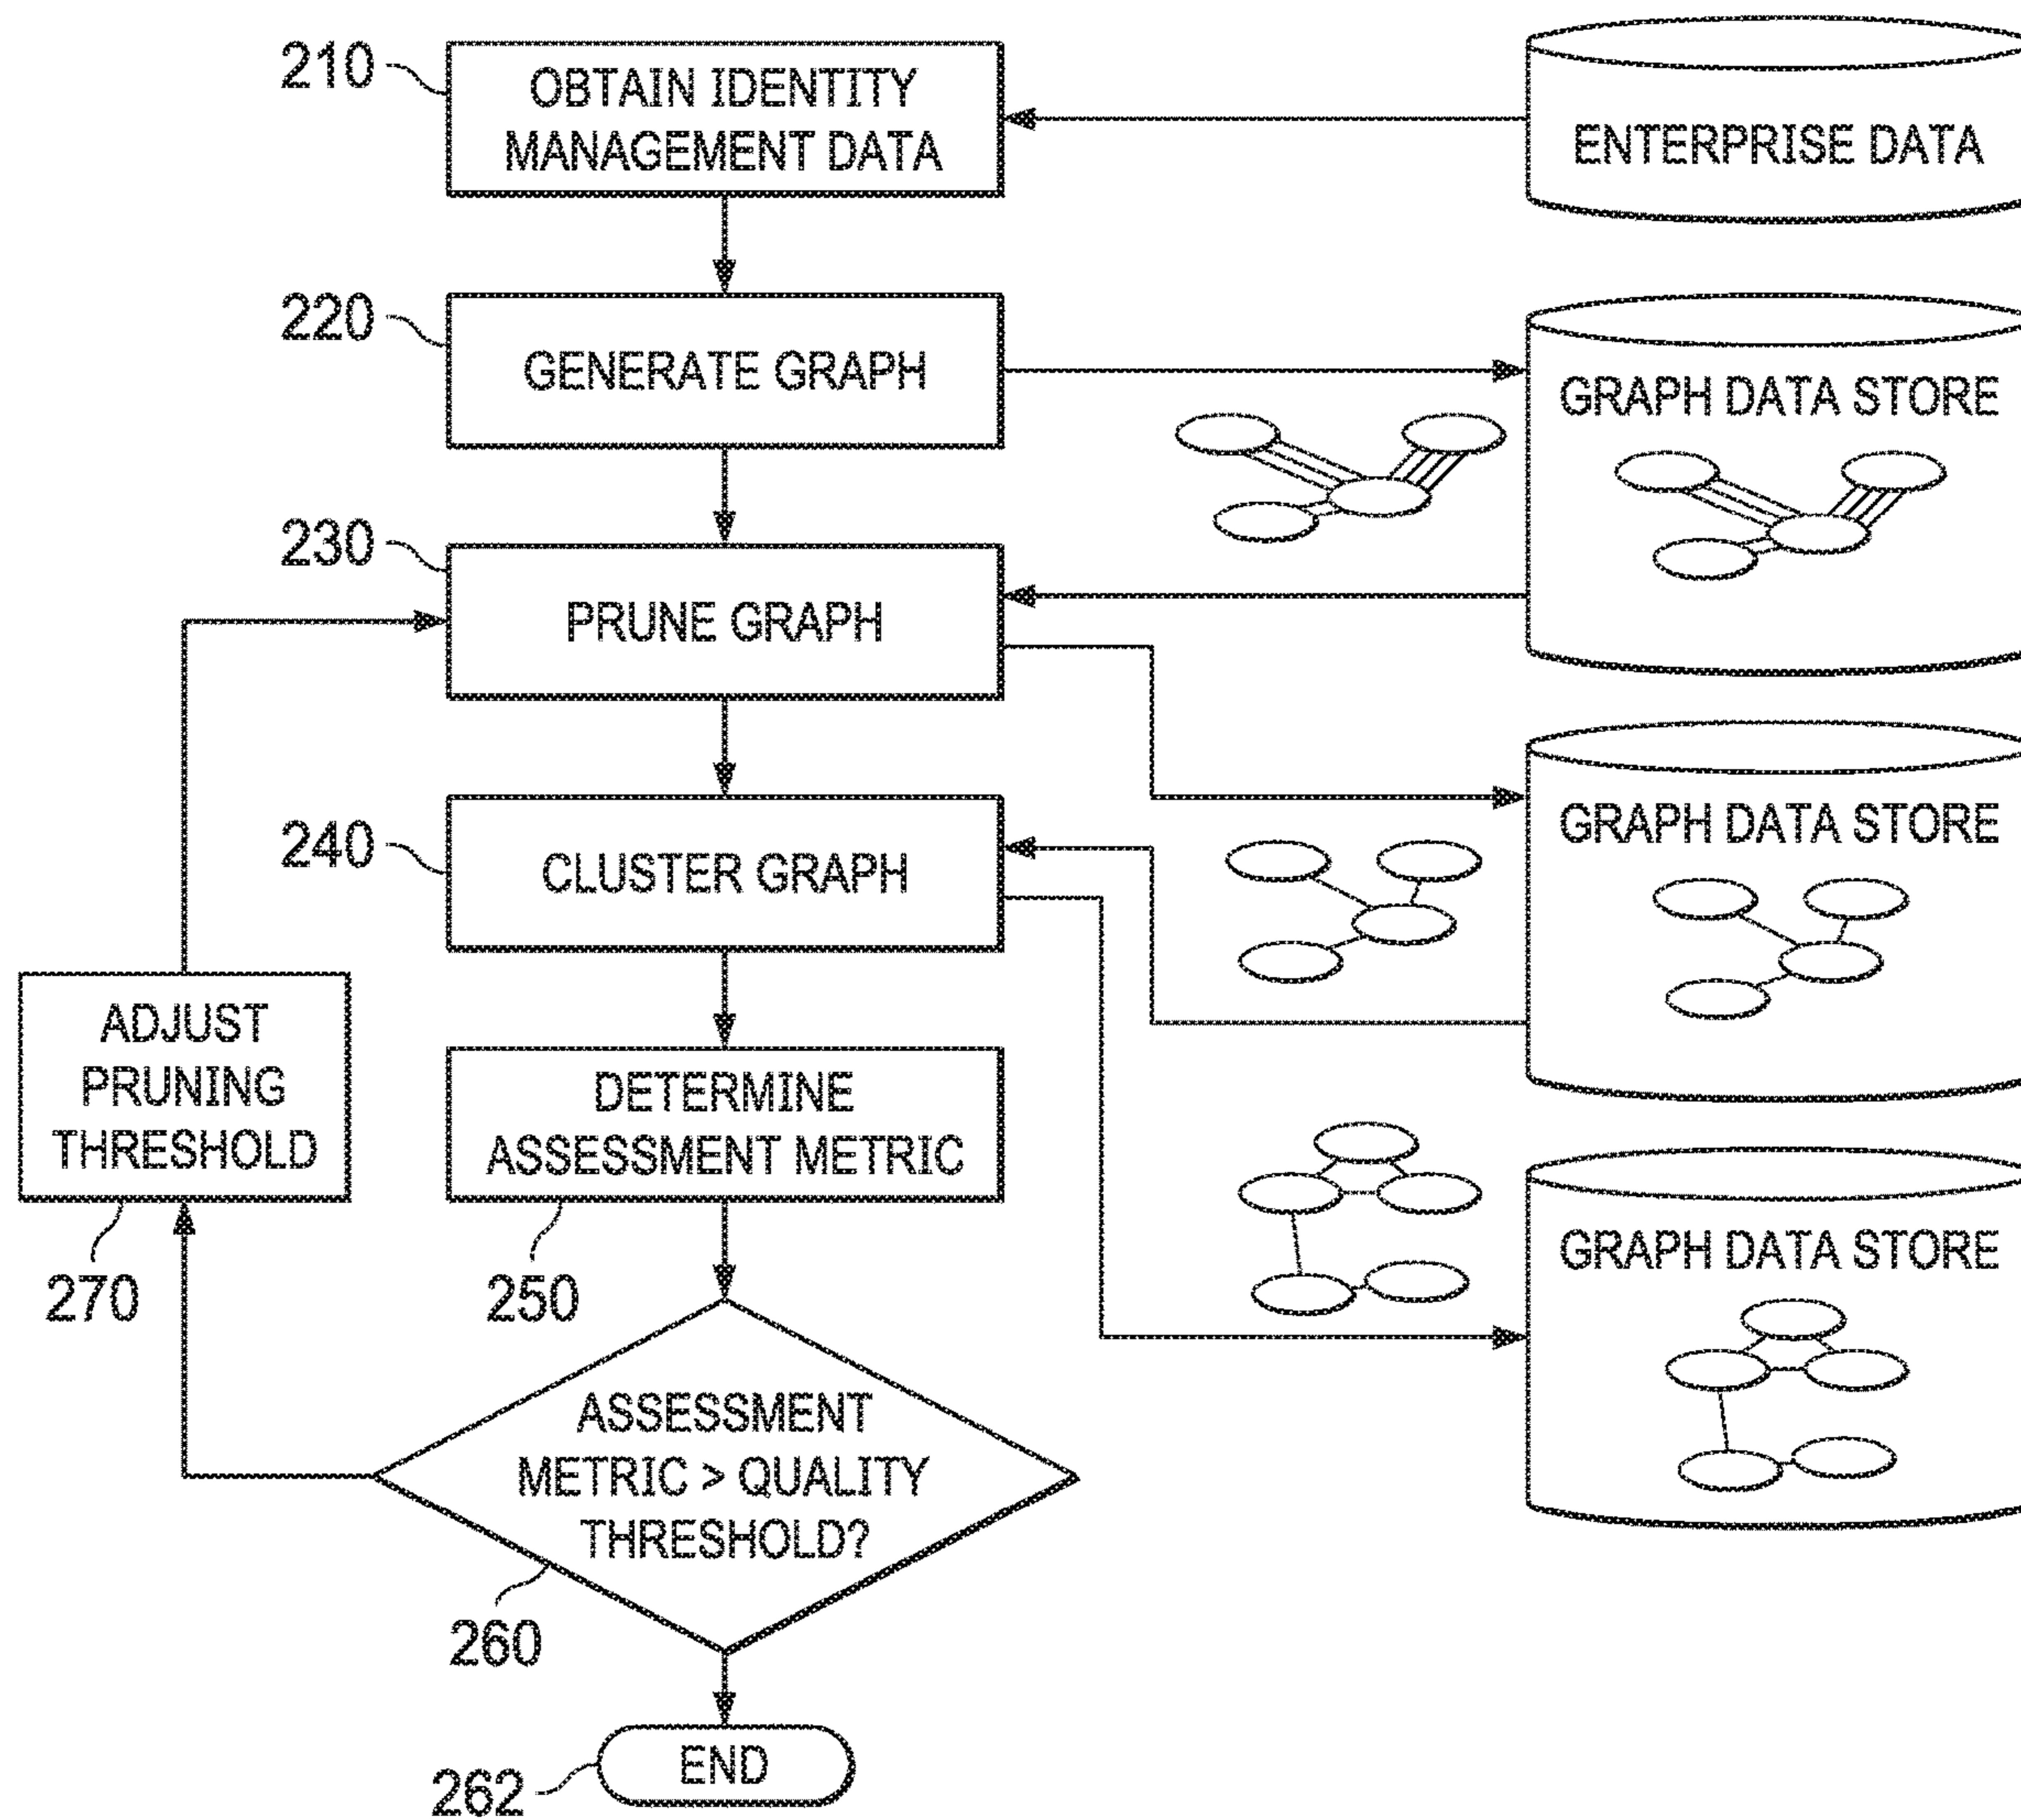 210
OBTAIN IDENTITY
MANAGEMENT DATA
ENTERPRISE DATA
220
GENERATE GRAPH
GRAPH DATA STORE
230
PRUNE GRAPH
240
CLUSTER GRAPH
GRAPH DATA STORE
ADJUST
PRUNING
THRESHOLD
270
DETERMINE
ASSESSMENT METRIC
250
GRAPH DATA STORE
ASSESSMENT
METRIC > QUALITY
THRESHOLD?
260
END
262